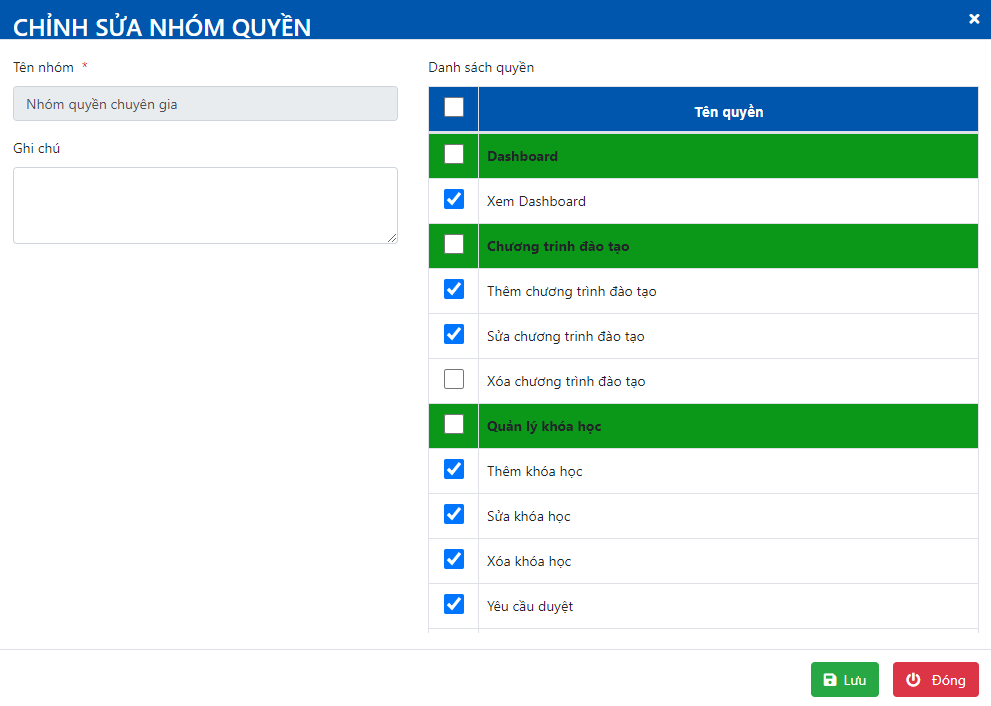 CHỈNH SỬA NHÓM QUYỀN
Tên nhóm *
Nhóm quyền chuyên gia
Ghi chú
Danh sách quyền
Tên quyền
Dashboard
Xem Dashboard
Chương trình đào tạo
Thêm chương trình đào tạo
Sửa chương trình đào tạo
Xóa chương trình đào tạo
Quản lý khóa học
Thêm khóa học
Sửa khóa học
Xóa khóa học
Yêu cầu duyệt
Lưu
Đóng